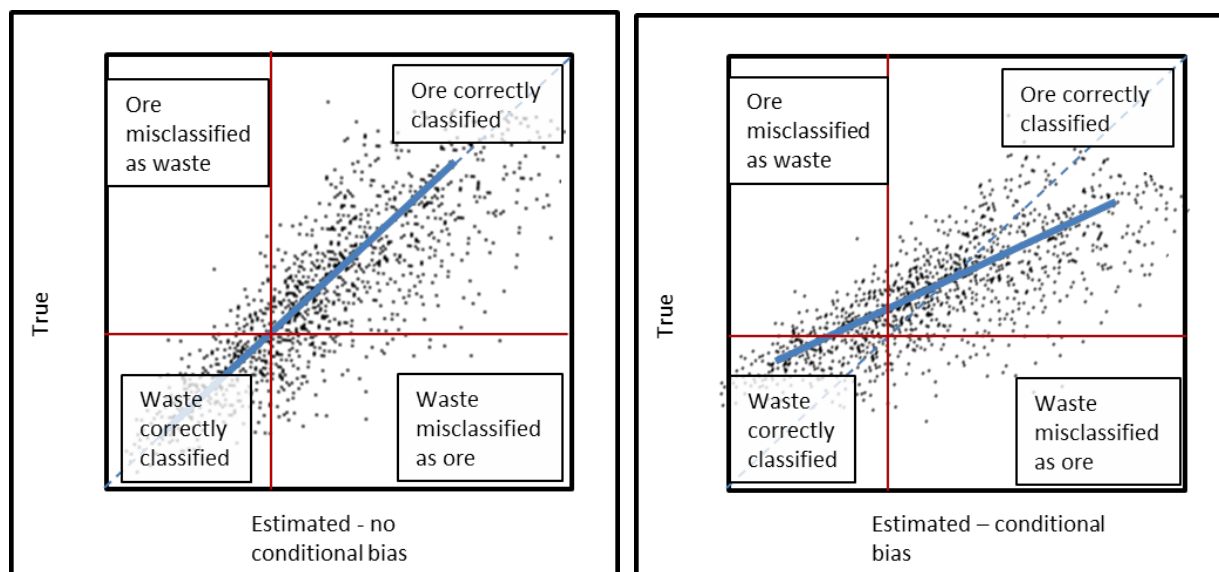 Ore
misclassified
as waste
Ore correctly
classified
True
Waste
correctly
classified
Waste
misclassified
as ore
Estimated - no
conditional bias
Ore
misclassified
as waste
Ore correctly
classified
True
Waste
correctly
classified
Waste
misclassified
as ore
Estimated – conditional
bias